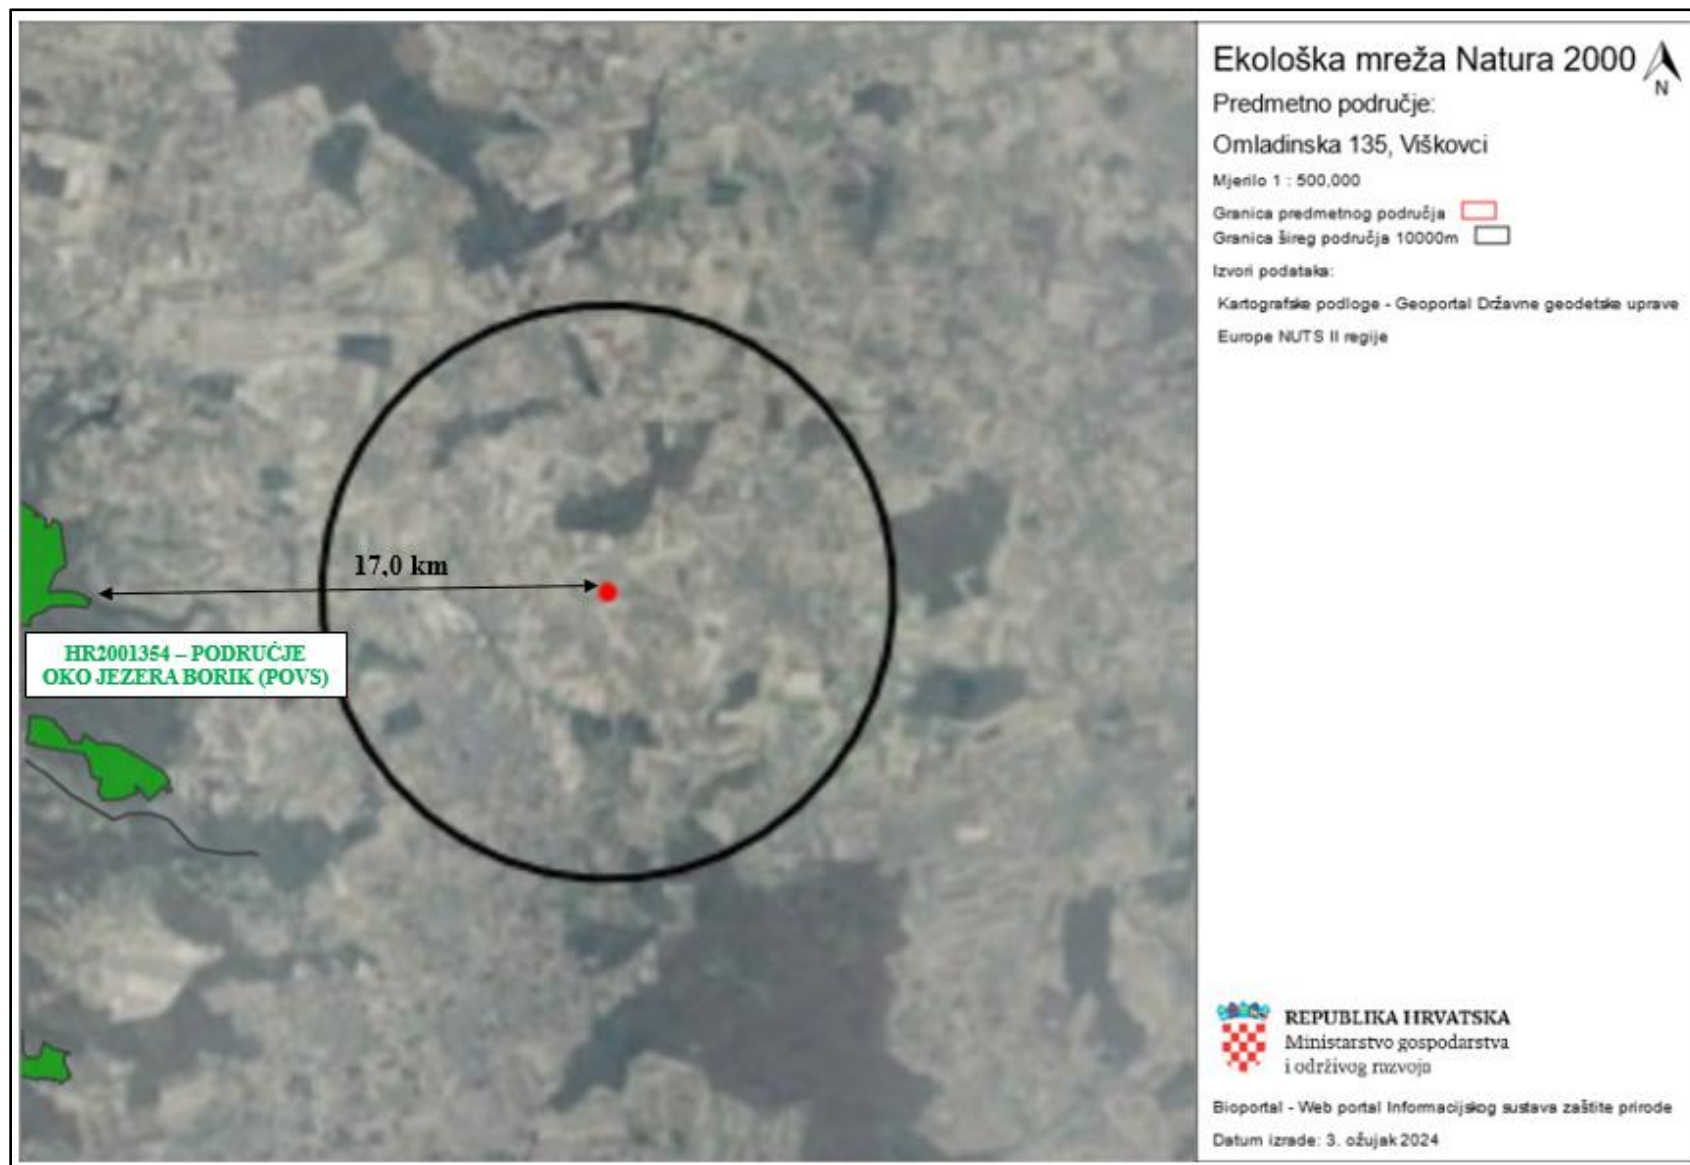 17,0 km
HR2001354 – PODRUČJE
OKO JEZERA BORIK (POVS)
Ekološka mreža Natura 2000
N
Predmetno područje:
Omladinska 135, Viškovci
Mjerilo 1 : 500,000
Granica predmetnog područja
Granica šireg područja 10000m
Izvori podataka:
Kartografske podloge - Geoportal Državne geodetske uprave
Europe NUTS II regije
REPUBLIKA HRVATSKA
Ministarstvo gospodarstva
i održivog razvoja
Bioportal - Web portal Informacijskog sustava zaštite prirode
Datum izrade: 3. ožujak 2024